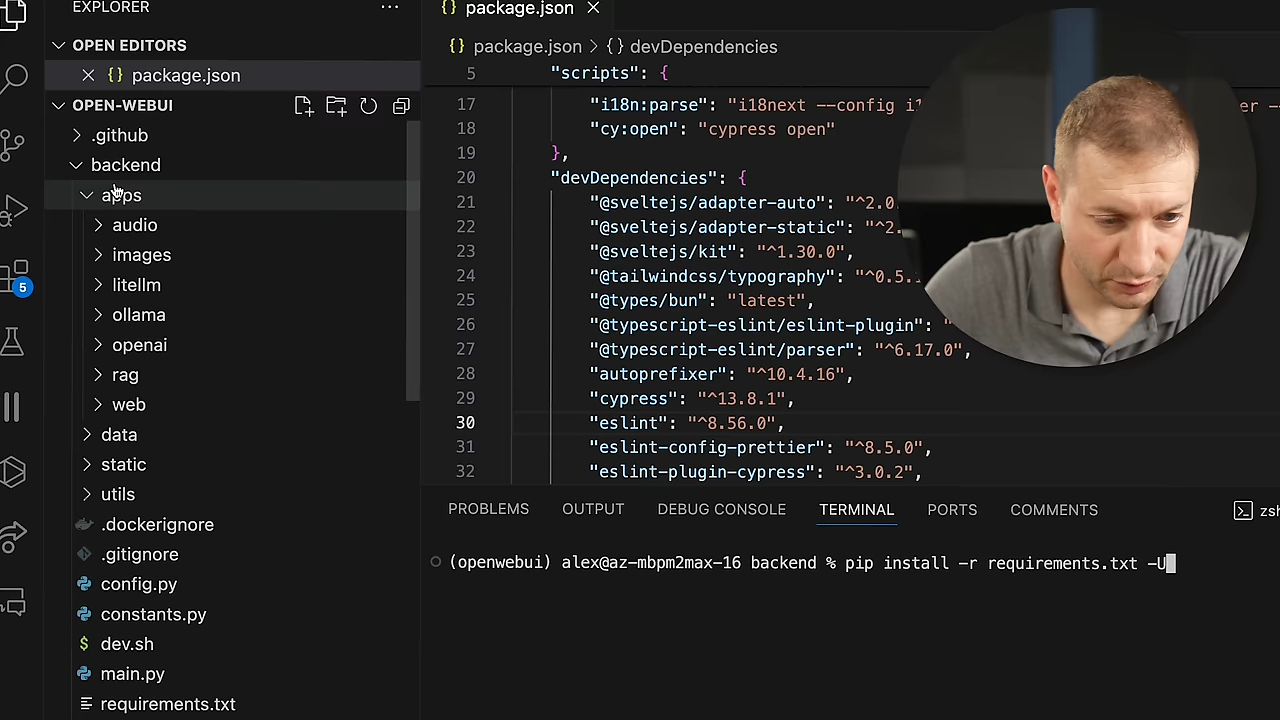 EXPLORER
OPEN EDITORS
package.json
OPEN-WEBUI
.github
backend
apps
audio
images
litellm
ollama
openai
rag
web
data
static
utils
.dockerignore
.gitignore
config.py
constants.py
$ dev.sh
main.py
requirements.txt
5
{} package.json
{} package.json > {} devDependencies
5 "scripts": {
17 "i18n:parse": "i18next --config i1
18 "cy:open": "cypress open"
19 },
20 "devDependencies": {
21 "@sveltejs/adapter-auto": "^2.0.
22 "@sveltejs/adapter-static": "^2.
23 "@sveltejs/kit": "^1.30.0",
24 "@tailwindcss/typography": "^0.5.1
25 "@types/bun": "latest",
26 "@typescript-eslint/eslint-plugin": "
27 "@typescript-eslint/parser": "^6.17.0",
28 "autoprefixer": "^10.4.16",
29 "cypress": "^13.8.1",
30 "eslint": "^8.56.0",
31 "eslint-config-prettier": "^8.5.0",
32 "eslint-plugin-cypress": "^3.0.2",
PROBLEMS OUTPUT DEBUG CONSOLE TERMINAL PORTS COMMENTS zsh
(openwebui) alex@az-mbpm2max-16 backend % pip install -r requirements.txt -U